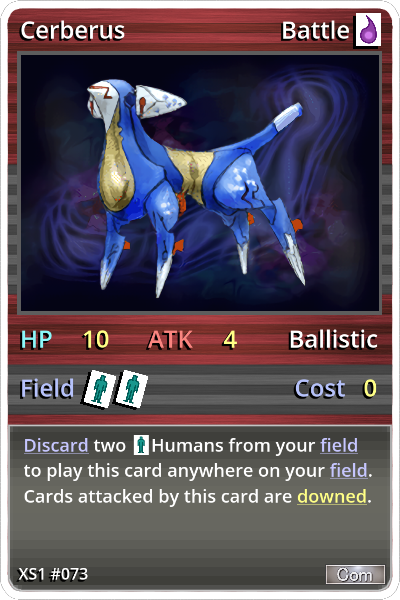 Cerberus Battle
HP 10 ATK 4 Ballistic
Field Cost 0
Discard two Humans from your field
to play this card anywhere on your field.
Cards attacked by this card are downed.
XS1 #073 Com